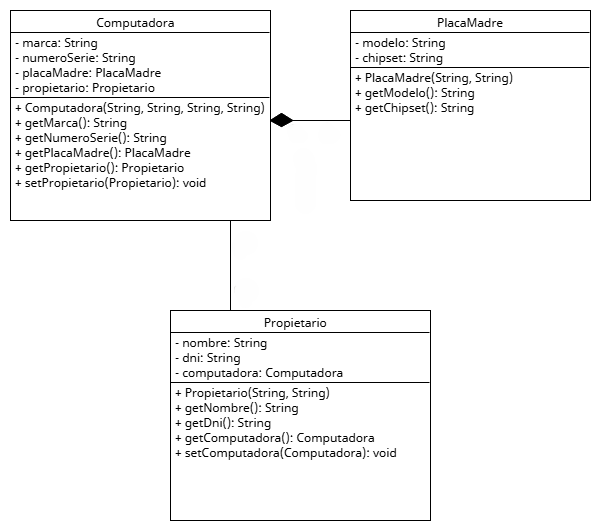 Computadora
- marca: String
- numeroSerie: String
- placaMadre: PlacaMadre
- propietario: Propietario
+ Computadora(String, String, String, String)
+ getMarca(): String
+ getNumeroSerie(): String
+ getPlacaMadre(): PlacaMadre
+ getPropietario(): Propietario
+ setPropietario(Propietario): void
PlacaMadre
- modelo: String
- chipset: String
+ PlacaMadre(String, String)
+ getModelo(): String
+ getChipset(): String
Propietario
- nombre: String
- dni: String
- computadora: Computadora
+ Propietario(String, String)
+ getNombre(): String
+ getDni(): String
+ getComputadora(): Computadora
+ setComputadora(Computadora): void